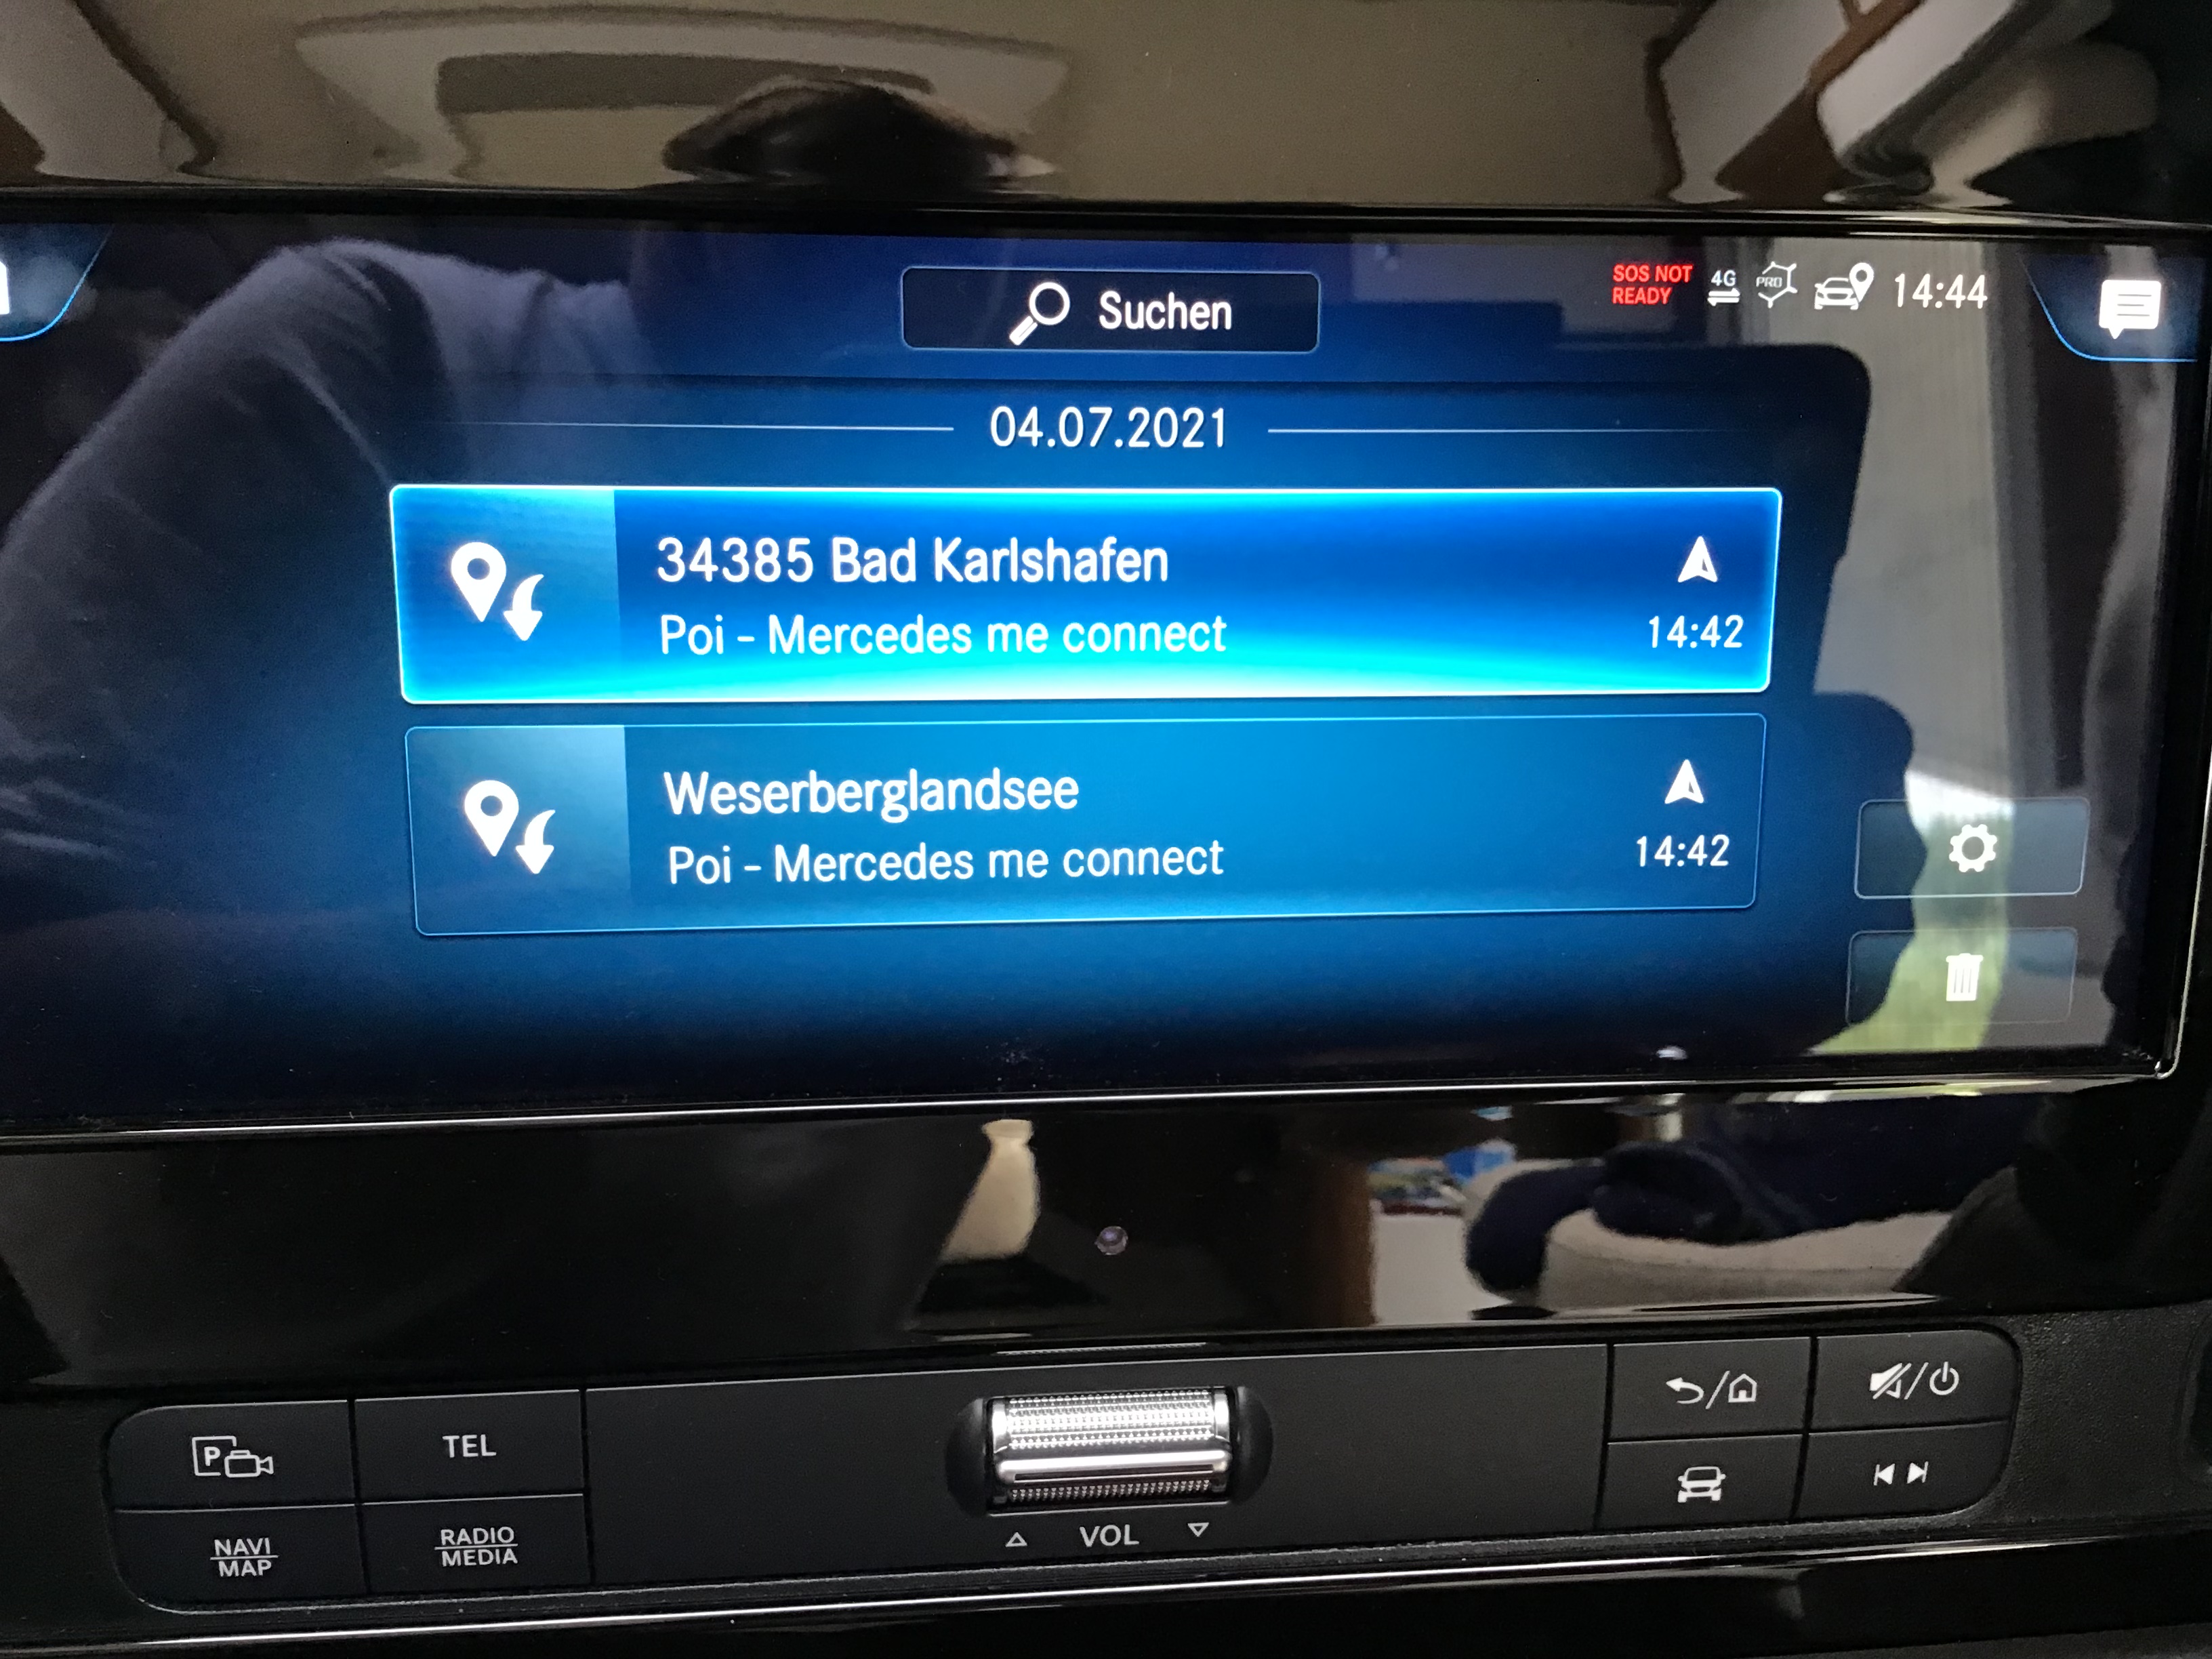 Suchen
SOS NOT
READY
4G
PRO
14:44
04.07.2021
34385 Bad Karlshafen
Poi - Mercedes me connect
14:42
Weserberglandsee
Poi - Mercedes me connect
14:42
P
TEL
NAVI
MAP
RADIO
MEDIA
VOL